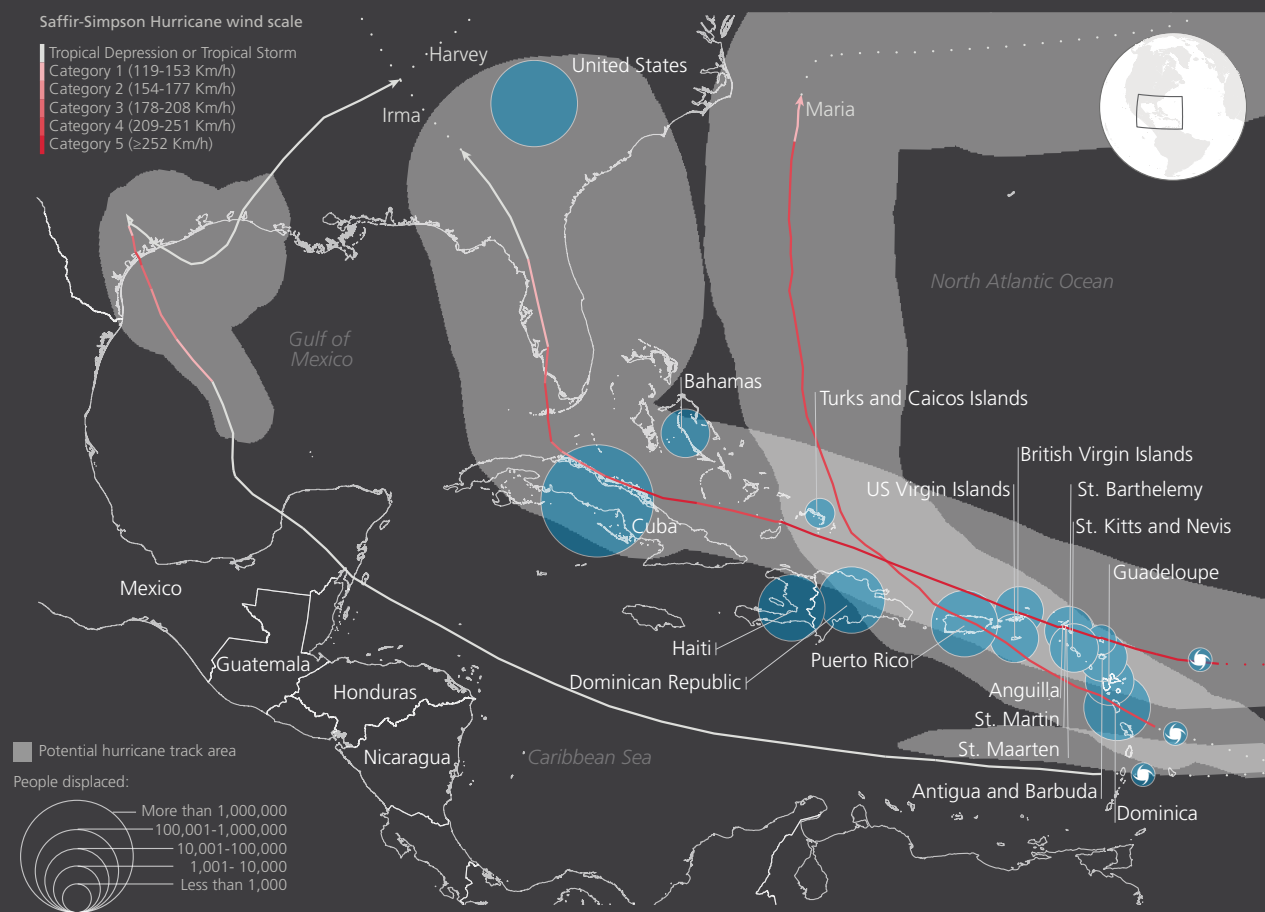 Saffir-Simpson Hurricane wind scale
Tropical Depression or Tropical Storm
Category 1 (119-153 Km/h)
Category 2 (154-177 Km/h)
Category 3 (178-208 Km/h)
Category 4 (209-251 Km/h)
Category 5 (≥252 Km/h)
Harvey
United States
Irma
Maria
North Atlantic Ocean
Gulf of
Mexico
Bahamas
Turks and Caicos Islands
British Virgin Islands
US Virgin Islands
St. Barthelemy
St. Kitts and Nevis
Cuba
Guadeloupe
Mexico
Haiti
Guatemala
Puerto Rico
Dominican Republic
Honduras
Anguilla
St. Martin
St. Maarten
Nicaragua
Caribbean Sea
Antigua and Barbuda
Dominica
Potential hurricane track area
People displaced:
More than 1,000,000
100,001-1,000,000
10,001-100,000
1,001- 10,000
Less than 1,000